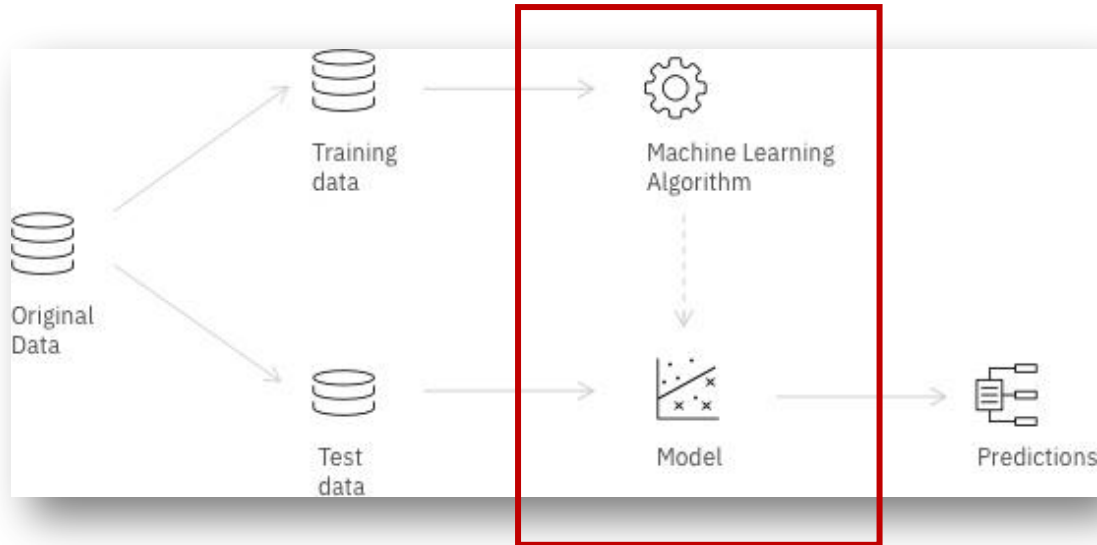 Training
data
Machine Learning
Algorithm
Original
Data
Test
data
Model
Predictions